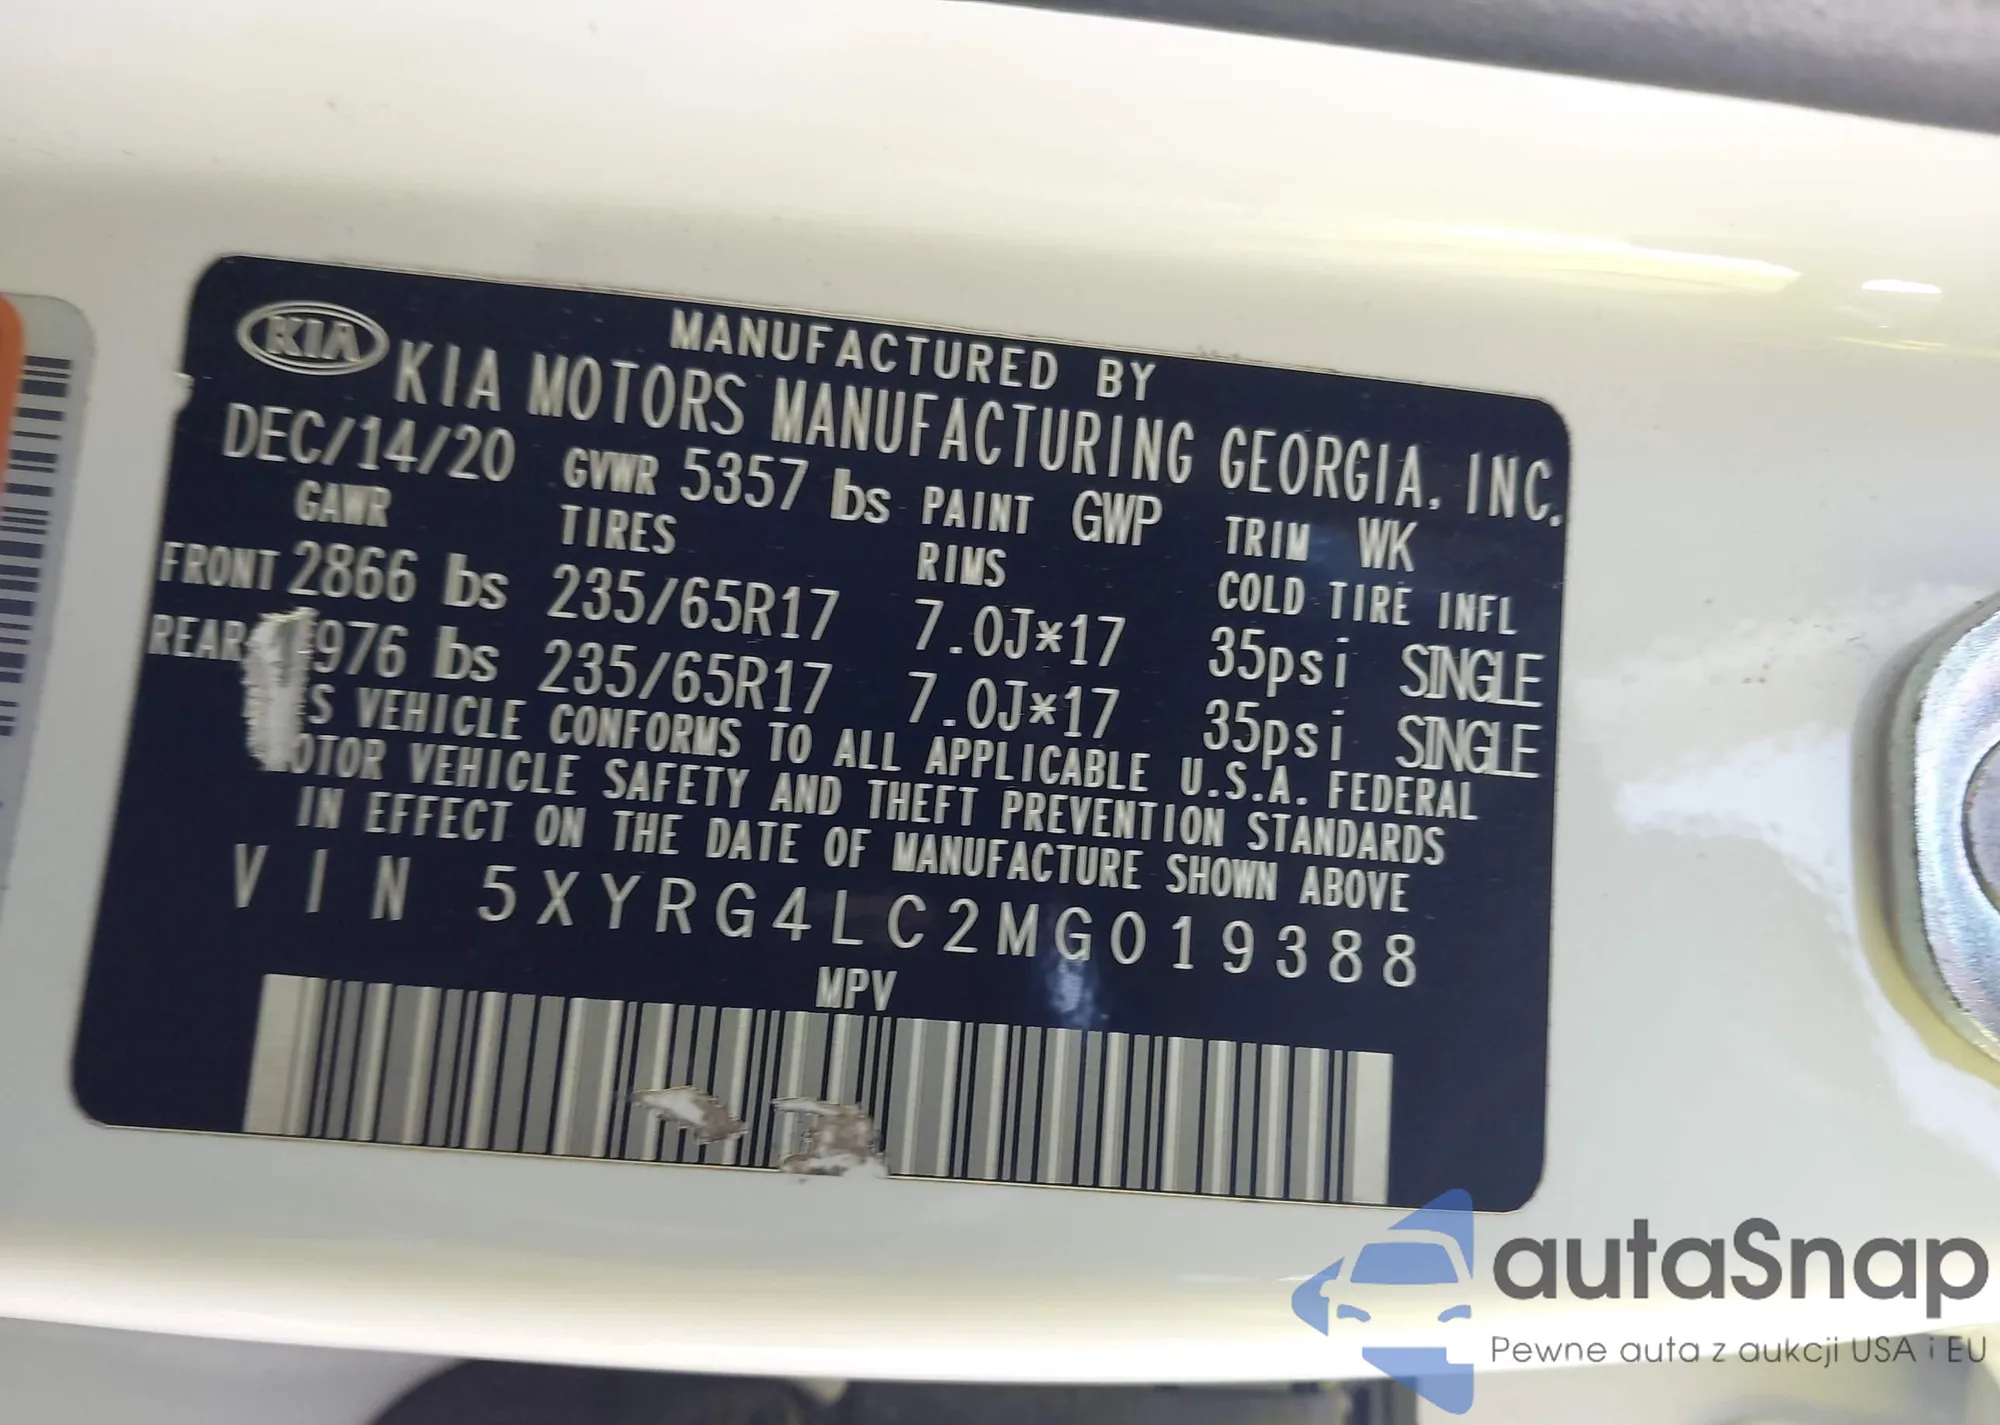 KIA
MANUFACTURED BY
KIA MOTORS MANUFACTURING GEORGIA, INC.
DEC/14/20 GVWR 5357 lbs PAINT GWP TRIM WK
GAWR TIRES RIMS COLD TIRE INFL
FRONT 2866 lbs 235/65R17 7.0J*17 35psi SINGLE
REAR 976 lbs 235/65R17 7.0J*17 35psi SINGLE
S VEHICLE CONFORMS TO ALL APPLICABLE U.S.A. FEDERAL
OTOR VEHICLE SAFETY AND THEFT PREVENTION STANDARDS
IN EFFECT ON THE DATE OF MANUFACTURE SHOWN ABOVE
VIN 5XYRG4LC2MG019388
MPV
autaSnap
Pewne auta z aukcji USA i EU